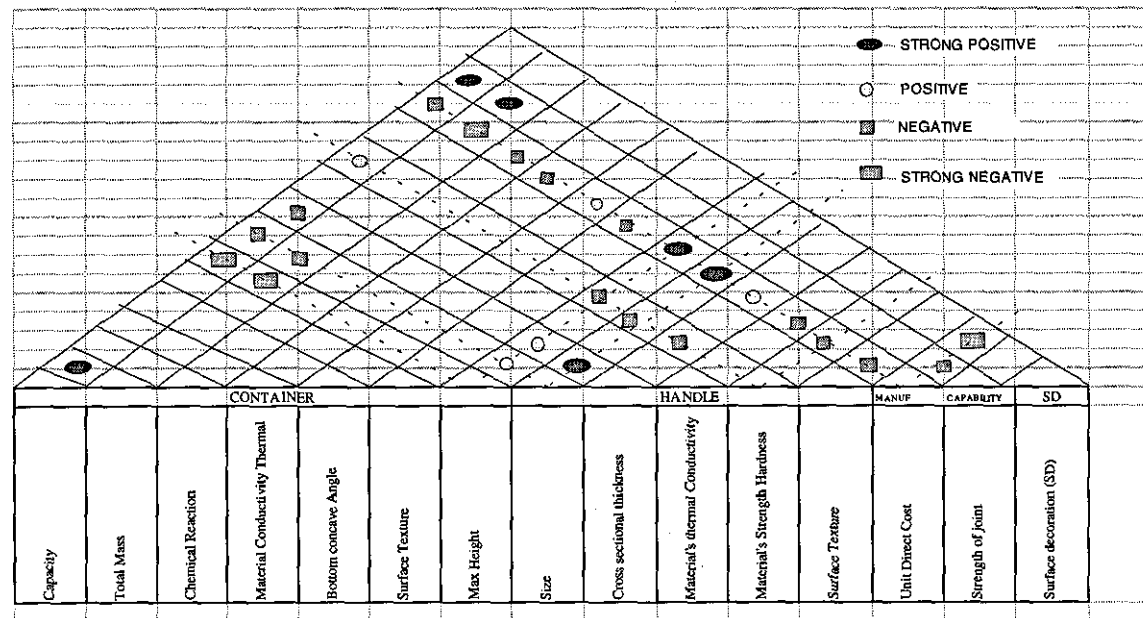 STRONG POSITIVE
POSITIVE
NEGATIVE
STRONG NEGATIVE
CONTAINER HANDLE MANUF CAPABILITY SD
Capacity
Total Mass
Chemical Reaction
Material Conductivity Thermal
Bottom concave Angle
Surface Texture
Max Height
Size
Cross sectional thickness
Material's thermal Conductivity
Material's Strength Hardness
Surface Texture
Unit Direct Cost
Strength of joint
Surface decoration (SD)